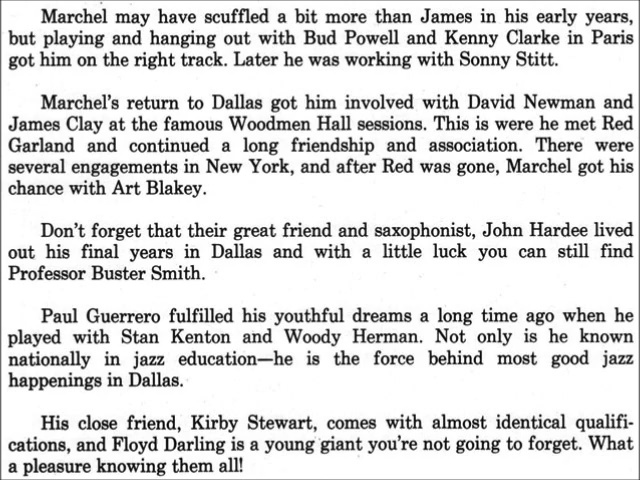 Marchel may have scuffled a bit more than James in his early years,
but playing and hanging out with Bud Powell and Kenny Clarke in Paris
got him on the right track. Later he was working with Sonny Stitt.
Marchel's return to Dallas got him involved with David Newman and
James Clay at the famous Woodmen Hall sessions. This is were he met Red
Garland and continued a long friendship and association. There were
several engagements in New York, and after Red was gone, Marchel got his
chance with Art Blakey.
Don't forget that their great friend and saxophonist, John Hardee lived
out his final years in Dallas and with a little luck you can still find
Professor Buster Smith.
Paul Guerrero fulfilled his youthful dreams a long time ago when he
played with Stan Kenton and Woody Herman. Not only is he known
nationally in jazz education—he is the force behind most good jazz
happenings in Dallas.
His close friend, Kirby Stewart, comes with almost identical qualifi-
cations, and Floyd Darling is a young giant you're not going to forget. What
a pleasure knowing them all!